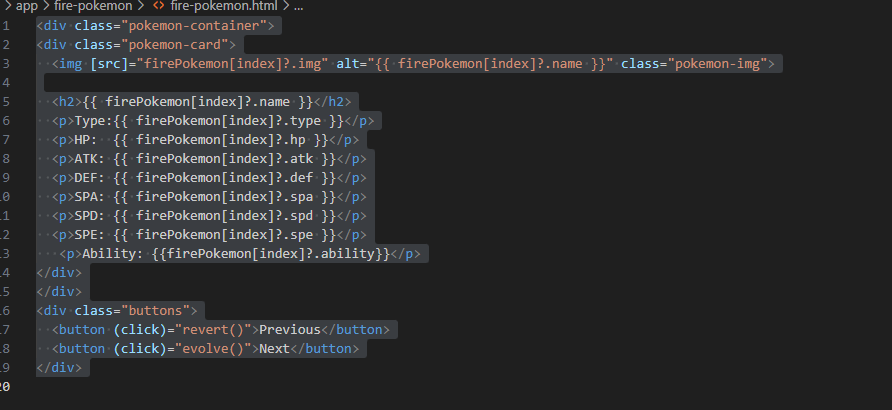 > app > fire-pokemon > <> fire-pokemon.html > ...
1 <div class="pokemon-container">
2 <div class="pokemon-card">
3   <img [src]="firePokemon[index]?.img" alt="{{ firePokemon[index]?.name }}" class="pokemon-img">
4
5   <h2>{{ firePokemon[index]?.name }}</h2>
6   <p>Type:{{ firePokemon[index]?.type }}</p>
7   <p>HP:  {{ firePokemon[index]?.hp }}</p>
8   <p>ATK: {{ firePokemon[index]?.atk }}</p>
9   <p>DEF: {{ firePokemon[index]?.def }}</p>
10   <p>SPA: {{ firePokemon[index]?.spa }}</p>
11   <p>SPD: {{ firePokemon[index]?.spd }}</p>
12   <p>SPE: {{ firePokemon[index]?.spe }}</p>
13    <p>Ability: {{firePokemon[index]?.ability}}</p>
14 </div>
15 </div>
16 <div class="buttons">
17   <button (click)="revert()">Previous</button>
18   <button (click)="evolve()">Next</button>
19 </div>
20